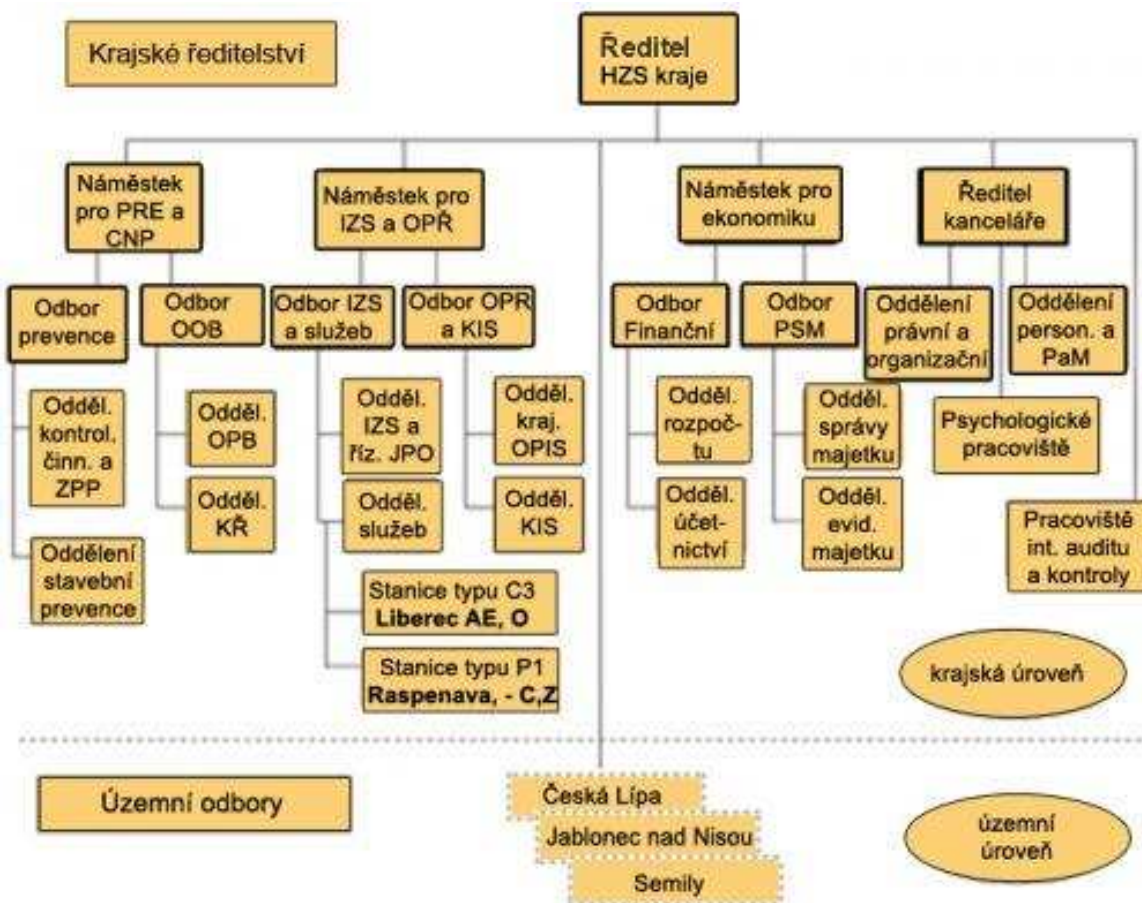 Krajské ředitelství
Ředitel
HZS kraje
Náměstek
pro PRE a
CNP
Náměstek pro
IZS a OPŘ
Náměstek pro
ekonomiku
Ředitel
kanceláře
Odbor
prevence
Odbor
OOB
Odbor IZS
a služeb
Odbor OPR
a KIS
Odbor
Finanční
Odbor
PSM
Oddělení
právní a
organizační
Oddělení
person. a
PaM
Odděl.
kontrol,
činn. a
ZPP
Oddělení
stavební
prevence
Odděl.
OPB
Odděl.
KŘ
Odděl.
IZS a
říz. JPO
Odděl.
služeb
Stanice typu C3
Liberec AE, O
Stanice typu P1
Raspenava, - C,Z
Odděl.
kraj.
OPIS
Odděl.
KIS
Odděl.
rozpoč-
tu
Odděl.
účet-
nictví
Odděl.
správy
majetku
Odděl.
evid.
majetku
Psychologické
pracoviště
Pracoviště
int. auditu
a kontroly
krajská úroveň
Územní odbory
Česká Lípa
Jablonec nad Nisou
Semily
územní
úroveň